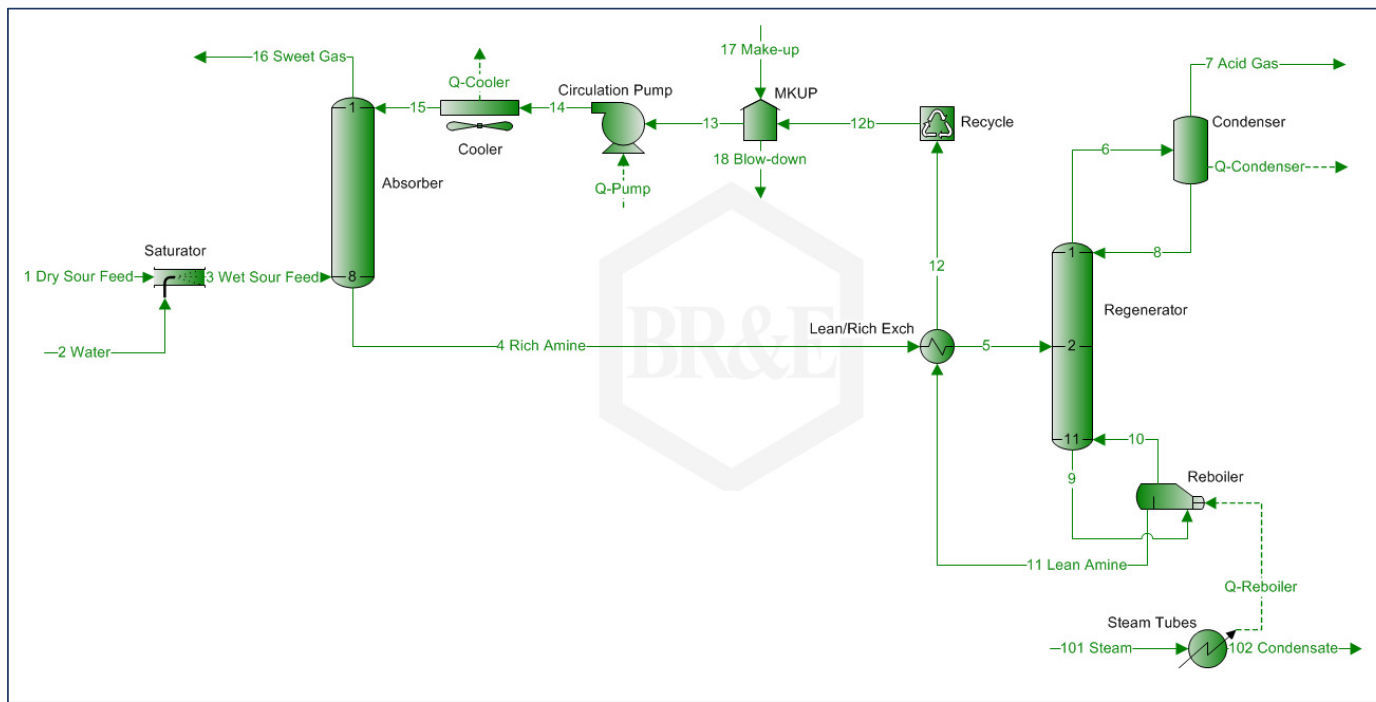 17 Make-up
16 Sweet Gas
7 Acid Gas
Q-Cooler
Circulation Pump
MKUP
Condenser
1
15
14
13
12b
Recycle
6
Cooler
18 Blow-down
Q-Condenser
Absorber
Q-Pump
Saturator
1
8
1 Dry Sour Feed
3 Wet Sour Feed
8
12
Regenerator
BR&E
Lean/Rich Exch
2 Water
4 Rich Amine
5
2
11
10
9
Reboiler
11 Lean Amine
Q-Reboiler
Steam Tubes
101 Steam
102 Condensate